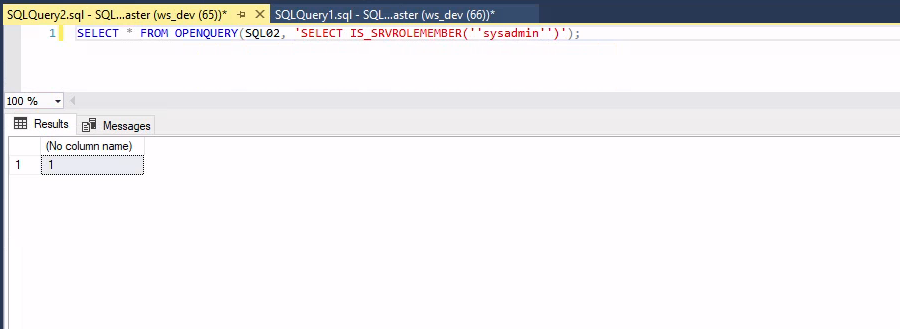 SQLQuery2.sql - SQL...aster (ws_dev (65))* SQLQuery1.sql - SQL...aster (ws_dev (66))*
1 SELECT * FROM OPENQUERY(SQL02, 'SELECT IS_SRVROLEMEMBER(''sysadmin'')');
100 %
Results Messages
(No column name)
1 1